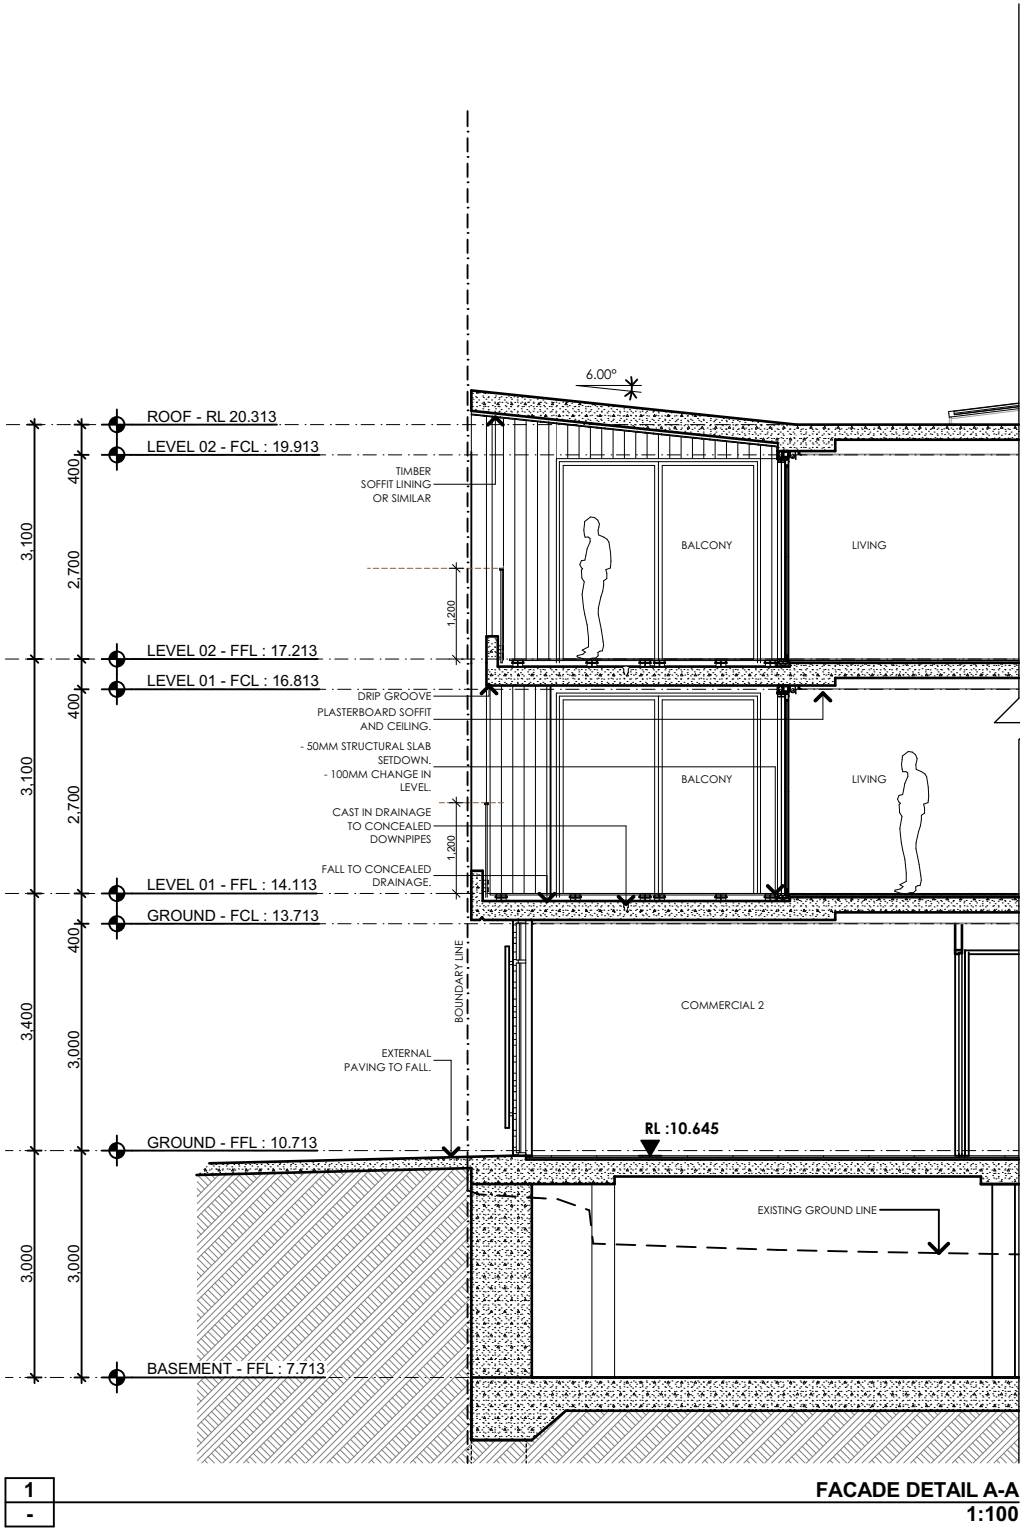 6.00°
ROOF - RL 20.313
LEVEL 02 - FCL : 19.913
400
TIMBER
SOFFIT LINING
OR SIMILAR
3,100
2,700
BALCONY
LIVING
1,200
LEVEL 02 - FFL : 17.213
LEVEL 01 - FCL : 16.813
400
DRIP GROOVE
PLASTERBOARD SOFFIT
AND CEILING.
- 50MM STRUCTURAL SLAB
SETDOWN.
- 100MM CHANGE IN
LEVEL.
3,100
2,700
BALCONY
LIVING
CAST IN DRAINAGE
TO CONCEALED
DOWNPIPES
1,200
FALL TO CONCEALED
DRAINAGE.
LEVEL 01 - FFL : 14.113
GROUND - FCL : 13.713
400
BOUNDARY LINE
COMMERCIAL 2
3,400
3,000
EXTERNAL
PAVING TO FALL.
RL :10.645
GROUND - FFL : 10.713
EXISTING GROUND LINE
3,000
3,000
BASEMENT - FFL : 7.713
1
-
FACADE DETAIL A-A
1:100